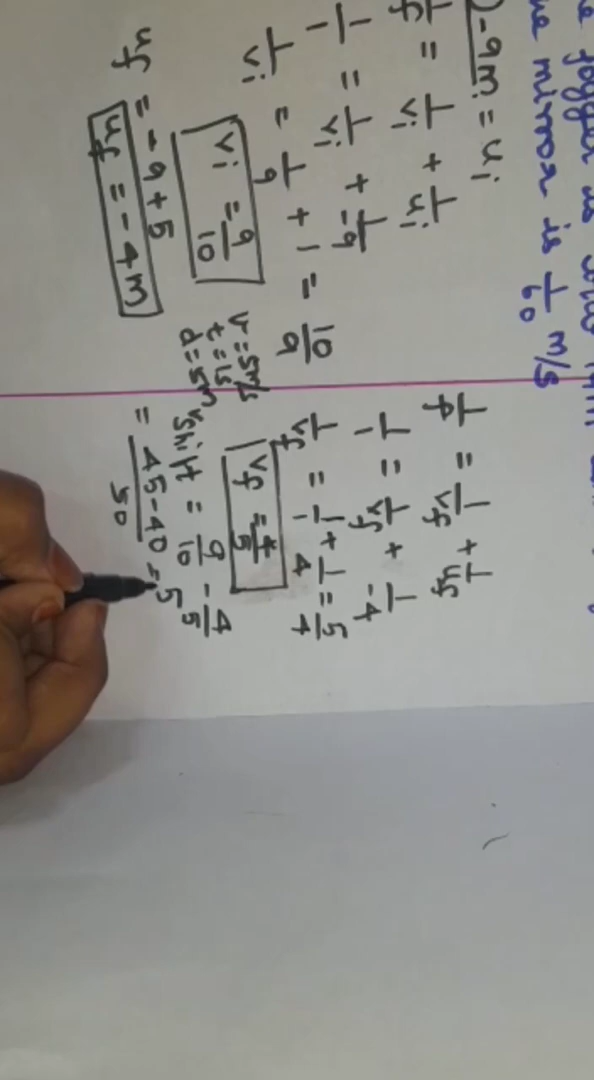 jogger is
mirror is 1/60 m/s
-9m = ui
1/f = 1/vi + 1/ui
1/1 = 1/vi + 1/-9
1/vi = 1/9 + 1 = 10/9
vi = 9/10
uf = -9+5
uf = -4m
v = 5m/s
t = 1s
d = 5m
1/f = 1/vf + 1/uf
1/1 = 1/vf + 1/-4
1/vf = 1/1 + 1/4 = 5/4
vf = 4/5
vshift = 9/10 - 4/5
= 45-40/50 = 5